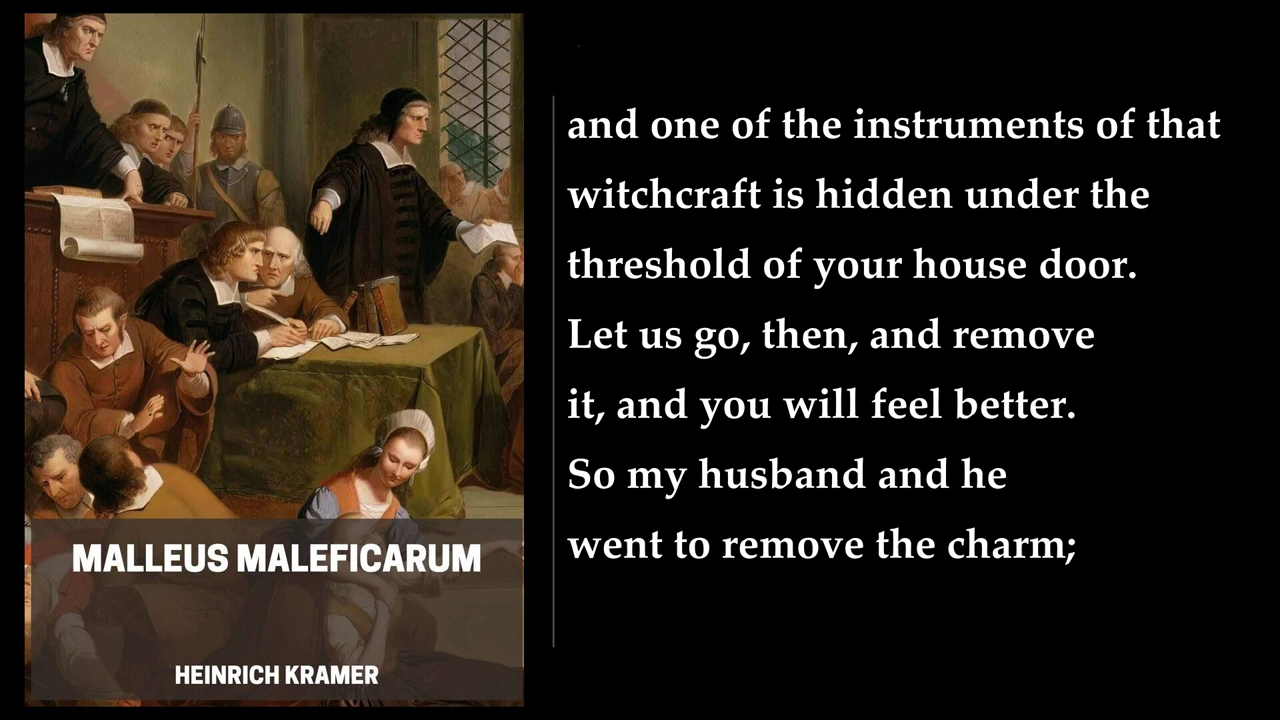 MALLEUS MALEFICARUM
HEINRICH KRAMER
and one of the instruments of that
witchcraft is hidden under the
threshold of your house door.
Let us go, then, and remove
it, and you will feel better.
So my husband and he
went to remove the charm;